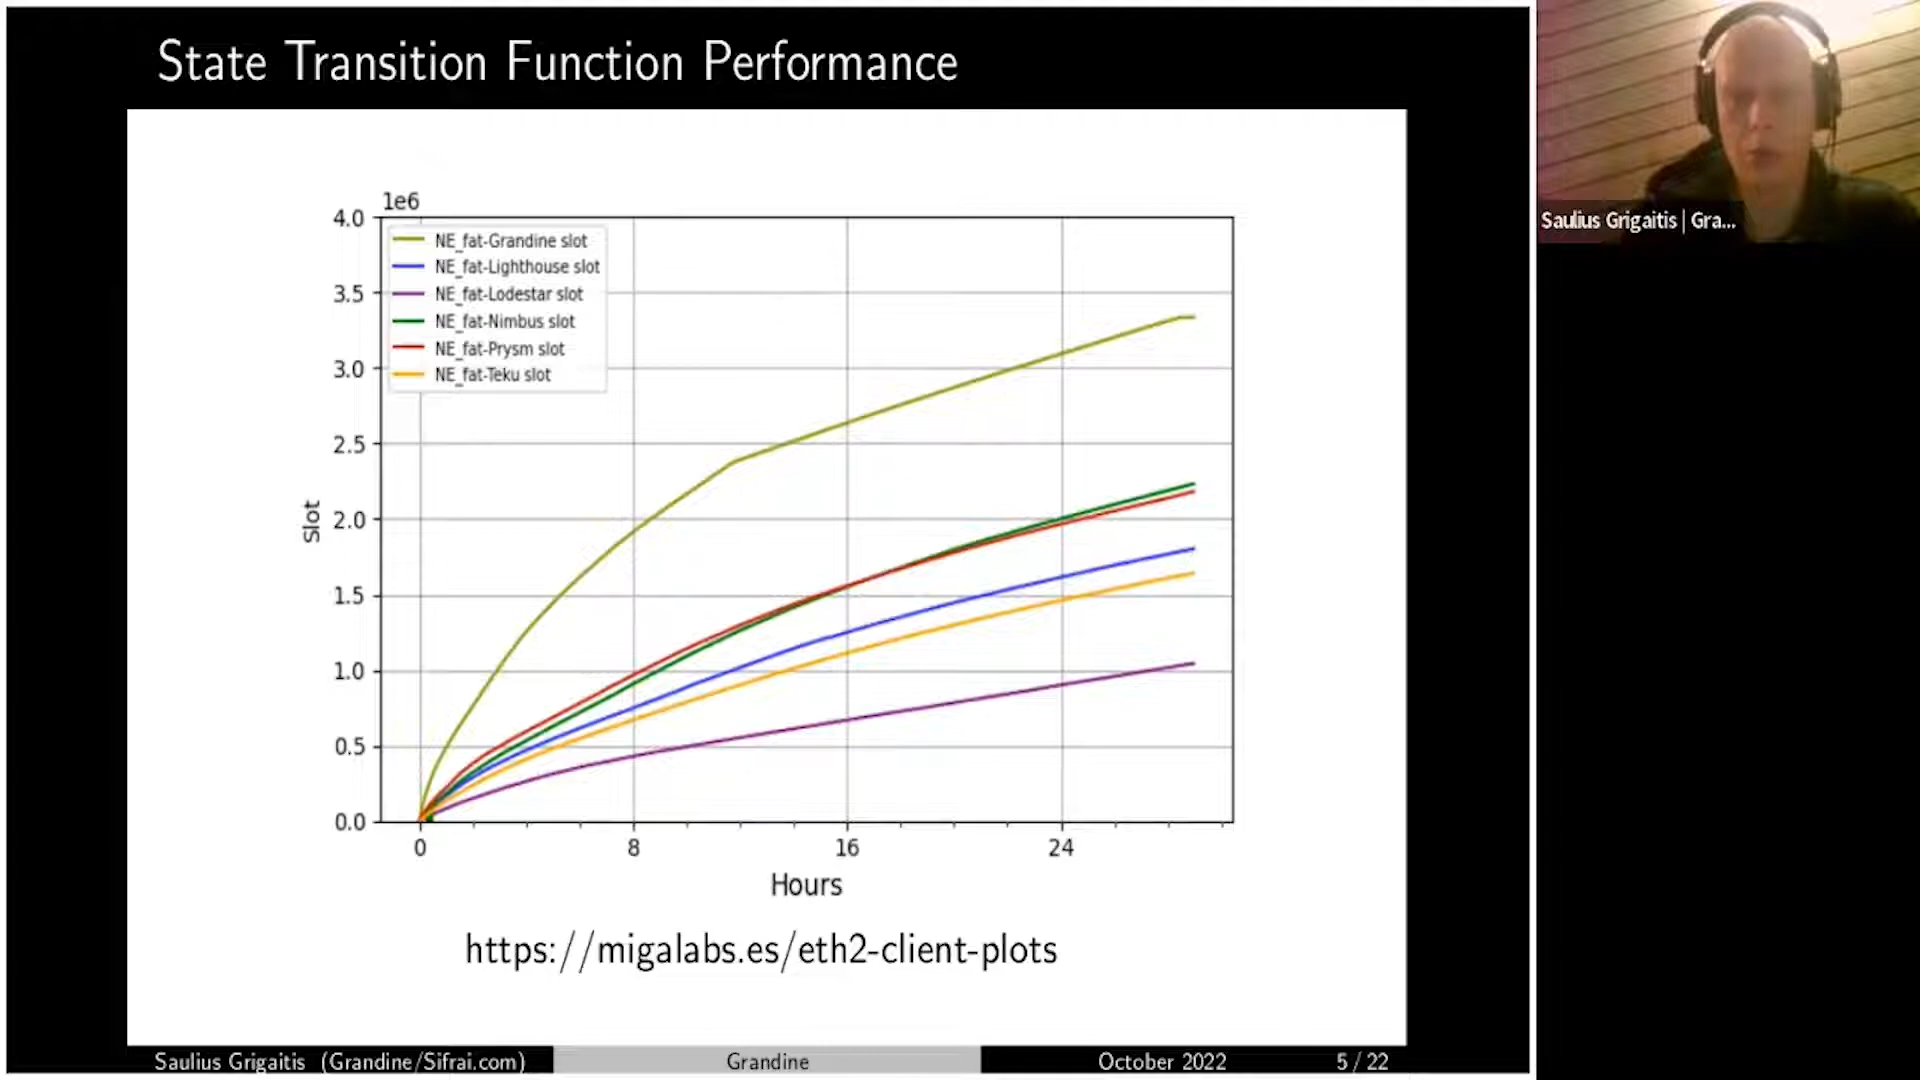 State Transition Function Performance
1e6
4.0
3.5
3.0
2.5
2.0
1.5
1.0
0.5
0.0
NE_fat-Grandine slot
NE_fat-Lighthouse slot
NE_fat-Lodestar slot
NE_fat-Nimbus slot
NE_fat-Prysm slot
NE_fat-Teku slot
Slot
0 8 16 24
Hours
https://migalabs.es/eth2-client-plots
Saulius Grigaitis (Grandine/Sifrai.com) Grandine October 2022 5 / 22
Saulius Grigaitis | Gra...